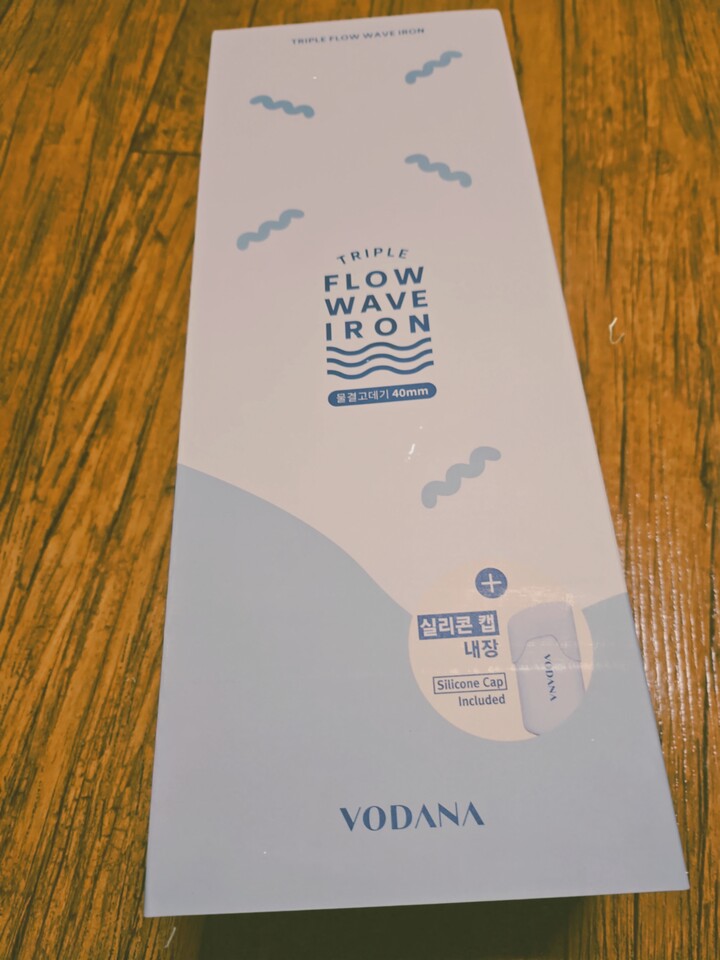 TRIPLE FLOW WAVE IRON
TRIPLE
FLOW
WAVE
IRON
물결고데기 40mm
실리콘 캡
내장
Silicone Cap
Included
VODANA
VODANA